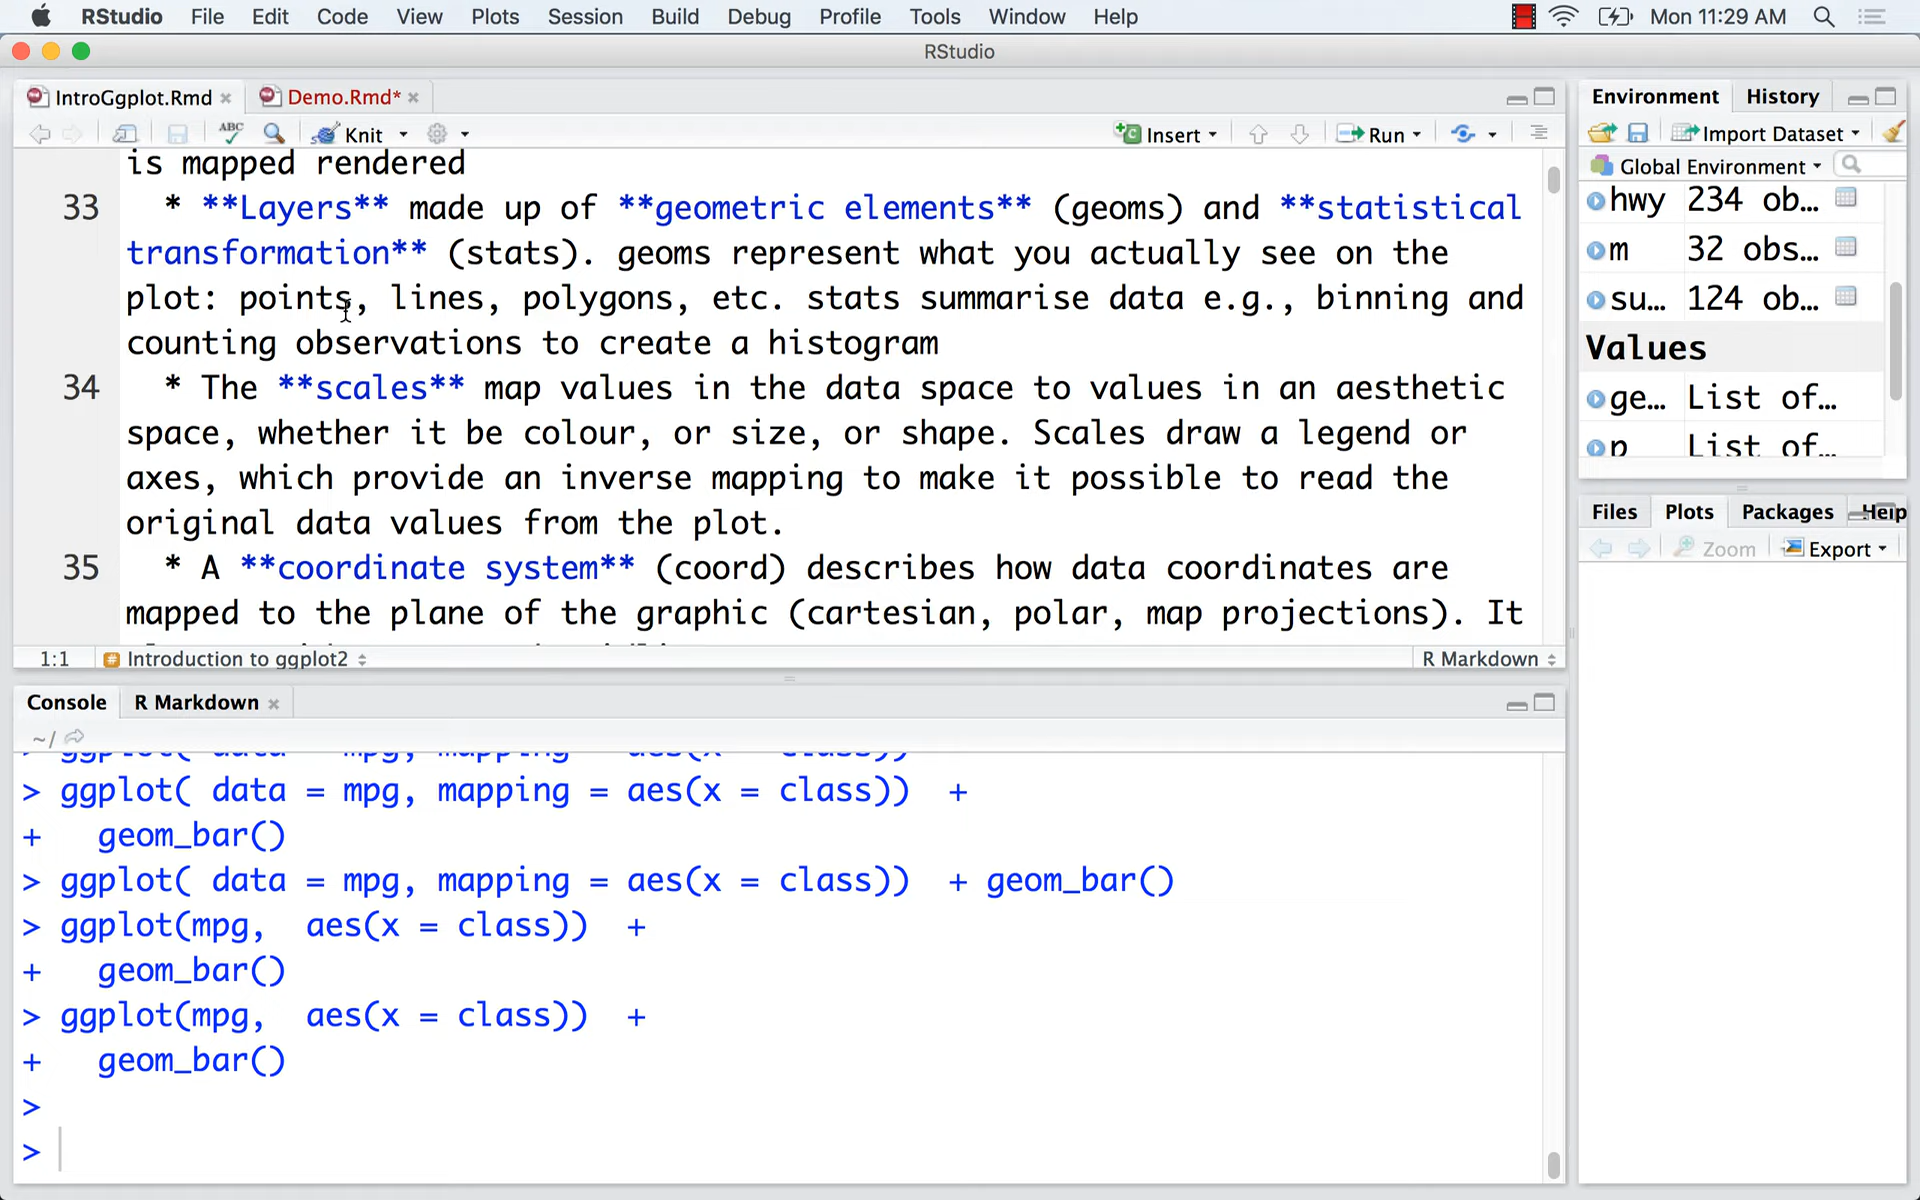 RStudio File Edit Code View Plots Session Build Debug Profile Tools Window Help Mon 11:29 AM
RStudio
IntroGgplot.Rmd Demo.Rmd*
ABC Knit Insert Run
is mapped rendered
33 * **Layers** made up of **geometric elements** (geoms) and **statistical
transformation** (stats). geoms represent what you actually see on the
plot: points, lines, polygons, etc. stats summarise data e.g., binning and
counting observations to create a histogram
34 * The **scales** map values in the data space to values in an aesthetic
space, whether it be colour, or size, or shape. Scales draw a legend or
axes, which provide an inverse mapping to make it possible to read the
original data values from the plot.
35 * A **coordinate system** (coord) describes how data coordinates are
mapped to the plane of the graphic (cartesian, polar, map projections). It
1:1 Introduction to ggplot2 R Markdown
Console R Markdown
~/
ggplot( data = mpg, mapping = aes(x = class))
> ggplot( data = mpg, mapping = aes(x = class)) +
+ geom_bar()
> ggplot( data = mpg, mapping = aes(x = class)) + geom_bar()
> ggplot(mpg, aes(x = class)) +
+ geom_bar()
> ggplot(mpg, aes(x = class)) +
+ geom_bar()
>
>
Environment History
Import Dataset
Global Environment
hwy 234 ob...
m 32 obs...
su... 124 ob...
Values
ge... List of...
p List of...
Files Plots Packages Help
Zoom Export